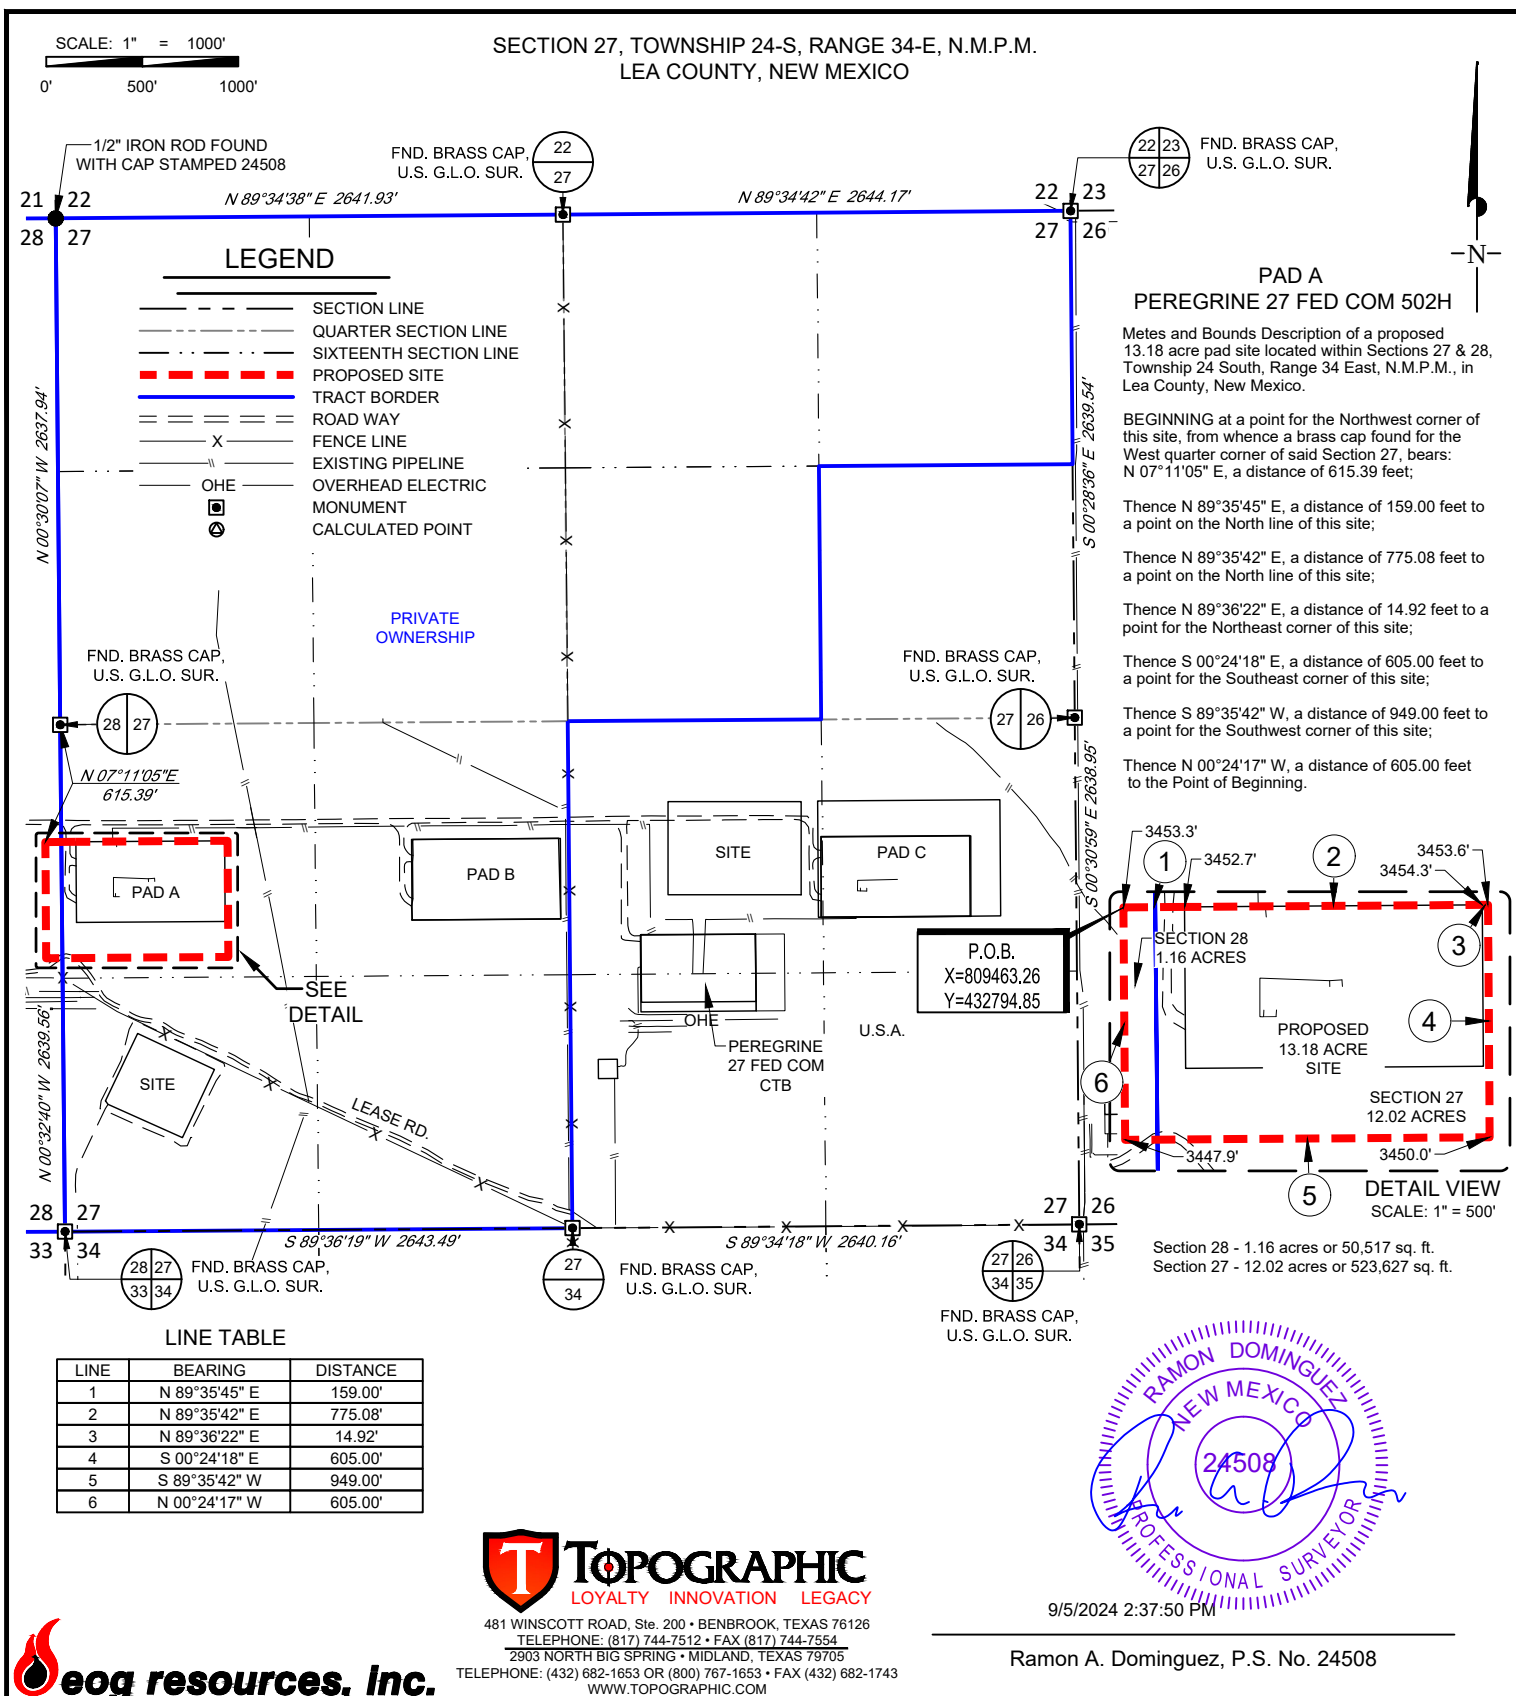 SCALE: 1" = 1000'
0' 500' 1000'
SECTION 27, TOWNSHIP 24-S, RANGE 34-E, N.M.P.M.
LEA COUNTY, NEW MEXICO
1/2" IRON ROD FOUND
WITH CAP STAMPED 24508
FND. BRASS CAP,
U.S. G.L.O. SUR.
22
27
22 23
27 26
FND. BRASS CAP,
U.S. G.L.O. SUR.
21 22
28 27
N 89°34'38" E 2641.93'
N 89°34'42" E 2644.17'
22 23
27 26
N
LEGEND
SECTION LINE
QUARTER SECTION LINE
SIXTEENTH SECTION LINE
PROPOSED SITE
TRACT BORDER
ROAD WAY
X FENCE LINE
EXISTING PIPELINE
OHE OVERHEAD ELECTRIC
MONUMENT
CALCULATED POINT
N 00°30'07" W 2637.94'
S 00°28'36" E 2639.54'
PAD A
PEREGRINE 27 FED COM 502H
Metes and Bounds Description of a proposed
13.18 acre pad site located within Sections 27 & 28,
Township 24 South, Range 34 East, N.M.P.M., in
Lea County, New Mexico.
BEGINNING at a point for the Northwest corner of
this site, from whence a brass cap found for the
West quarter corner of said Section 27, bears:
N 07°11'05" E, a distance of 615.39 feet;
Thence N 89°35'45" E, a distance of 159.00 feet to
a point on the North line of this site;
Thence N 89°35'42" E, a distance of 775.08 feet to
a point on the North line of this site;
Thence N 89°36'22" E, a distance of 14.92 feet to a
point for the Northeast corner of this site;
Thence S 00°24'18" E, a distance of 605.00 feet to
a point for the Southeast corner of this site;
Thence S 89°35'42" W, a distance of 949.00 feet to
a point for the Southwest corner of this site;
Thence N 00°24'17" W, a distance of 605.00 feet
to the Point of Beginning.
PRIVATE
OWNERSHIP
FND. BRASS CAP,
U.S. G.L.O. SUR.
28 27
FND. BRASS CAP,
U.S. G.L.O. SUR.
27 26
N 07°11'05"E
615.39'
S 00°30'59" E 2638.95'
PAD A
PAD B
SITE
PAD C
SEE
DETAIL
P.O.B.
X=809463.26
Y=432794.85
OHE
PEREGRINE
27 FED COM
CTB
U.S.A.
SITE
LEASE RD.
N 00°32'40" W 2639.56'
3453.3'
1
3452.7'
2
3453.6'
3454.3'
SECTION 28
1.16 ACRES
3
4
PROPOSED
13.18 ACRE
SITE
6
SECTION 27
12.02 ACRES
3447.9'
3450.0'
5
DETAIL VIEW
SCALE: 1" = 500'
28 27
33 34
S 89°36'19" W 2643.49'
S 89°34'18" W 2640.16'
27 26
34 35
28 27
33 34
FND. BRASS CAP,
U.S. G.L.O. SUR.
27
34
FND. BRASS CAP,
U.S. G.L.O. SUR.
27 26
34 35
FND. BRASS CAP,
U.S. G.L.O. SUR.
Section 28 - 1.16 acres or 50,517 sq. ft.
Section 27 - 12.02 acres or 523,627 sq. ft.
LINE TABLE
LINE BEARING DISTANCE
1 N 89°35'45" E 159.00'
2 N 89°35'42" E 775.08'
3 N 89°36'22" E 14.92'
4 S 00°24'18" E 605.00'
5 S 89°35'42" W 949.00'
6 N 00°24'17" W 605.00'
RAMON DOMINGUEZ
NEW MEXICO
24508
PROFESSIONAL SURVEYOR
9/5/2024 2:37:50 PM
Ramon A. Dominguez, P.S. No. 24508
T TOPOGRAPHIC
LOYALTY INNOVATION LEGACY
481 WINSCOTT ROAD, Ste. 200 • BENBROOK, TEXAS 76126
TELEPHONE: (817) 744-7512 • FAX (817) 744-7554
2903 NORTH BIG SPRING • MIDLAND, TEXAS 79705
TELEPHONE: (432) 682-1653 OR (800) 767-1653 • FAX (432) 682-1743
WWW.TOPOGRAPHIC.COM
eog resources, inc.